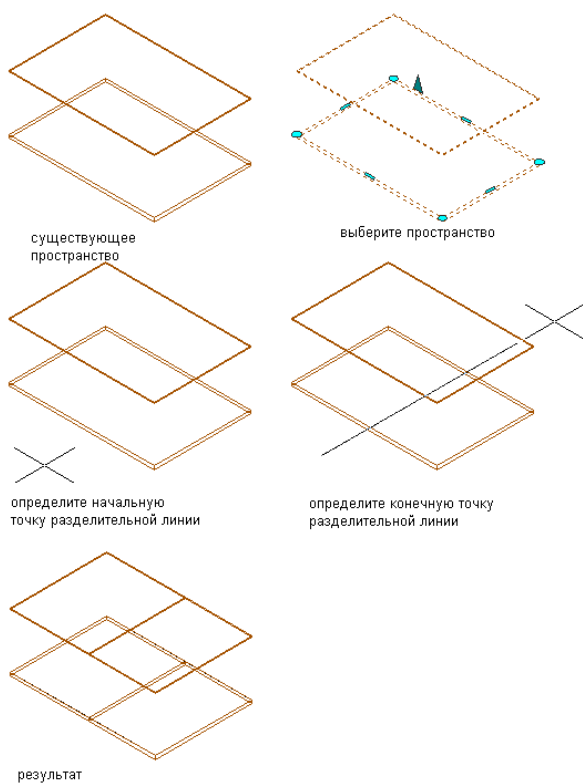 существующее
пространство
выберите пространство
определите начальную
точку разделительной линии
определите конечную точку
разделительной линии
результат